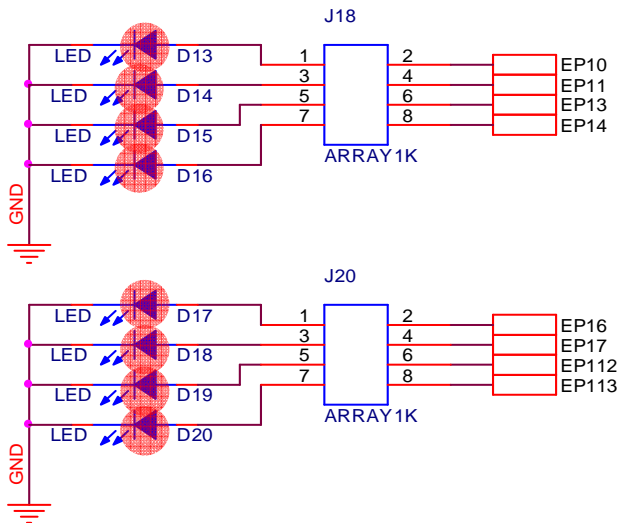 J18
LED D13 1 2 EP10
LED D14 3 4 EP11
LED D15 5 6 EP13
LED D16 7 8 EP14
ARRAY1K
GND
J20
LED D17 1 2 EP16
LED D18 3 4 EP17
LED D19 5 6 EP112
LED D20 7 8 EP113
ARRAY1K
GND